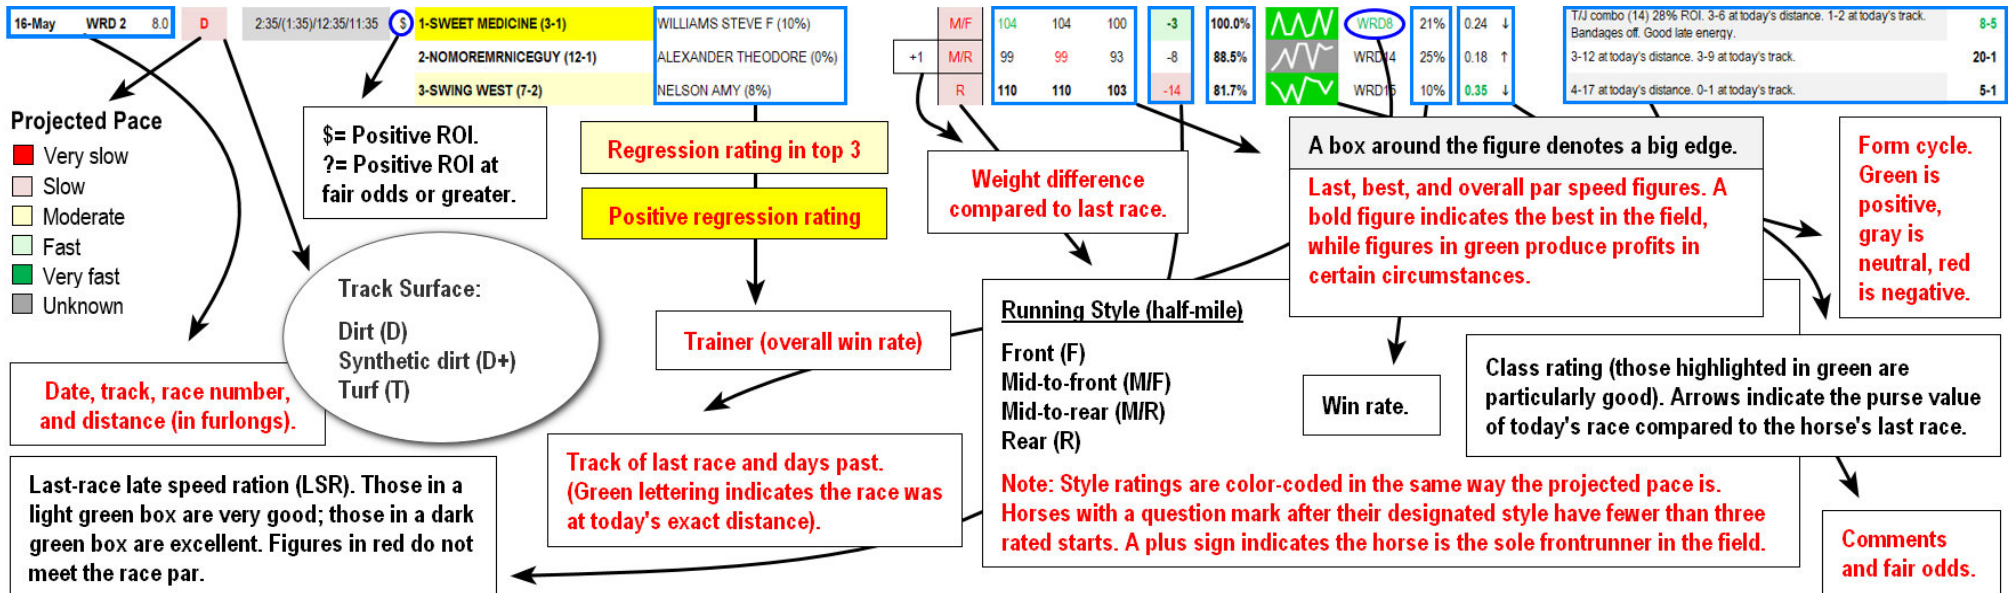 16-May WRD 2 8.0 D 2:35/(1:35)/12:35/11:35 $ 1-SWEET MEDICINE (3-1) WILLIAMS STEVE F (10%) M/F 104 104 100 -3 100.0% WRD8 21% 0.24 ↓ T/J combo (14) 28% ROI. 3-6 at today's distance. 1-2 at today's track. 8-5
Bandages off. Good late energy.
2-NOMOREMRNICEGUY (12-1) ALEXANDER THEODORE (0%) +1 M/R 99 99 93 -8 88.5% WRD14 25% 0.18 ↑ 3-12 at today's distance. 3-9 at today's track. 20-1
3-SWING WEST (7-2) NELSON AMY (8%) R 110 110 103 -14 81.7% WRD15 10% 0.35 ↓ 4-17 at today's distance. 0-1 at today's track. 5-1
Projected Pace
Very slow
Slow
Moderate
Fast
Very fast
Unknown
$= Positive ROI.
?= Positive ROI at
fair odds or greater.
Regression rating in top 3
Positive regression rating
Weight difference
compared to last race.
A box around the figure denotes a big edge.
Last, best, and overall par speed figures. A
bold figure indicates the best in the field,
while figures in green produce profits in
certain circumstances.
Form cycle.
Green is
positive,
gray is
neutral, red
is negative.
Track Surface:
Dirt (D)
Synthetic dirt (D+)
Turf (T)
Trainer (overall win rate)
Running Style (half-mile)
Front (F)
Mid-to-front (M/F)
Mid-to-rear (M/R)
Rear (R)
Note: Style ratings are color-coded in the same way the projected pace is.
Horses with a question mark after their designated style have fewer than three
rated starts. A plus sign indicates the horse is the sole frontrunner in the field.
Win rate.
Class rating (those highlighted in green are
particularly good). Arrows indicate the purse value
of today's race compared to the horse's last race.
Date, track, race number,
and distance (in furlongs).
Track of last race and days past.
(Green lettering indicates the race was
at today's exact distance).
Last-race late speed ration (LSR). Those in a
light green box are very good; those in a dark
green box are excellent. Figures in red do not
meet the race par.
Comments
and fair odds.